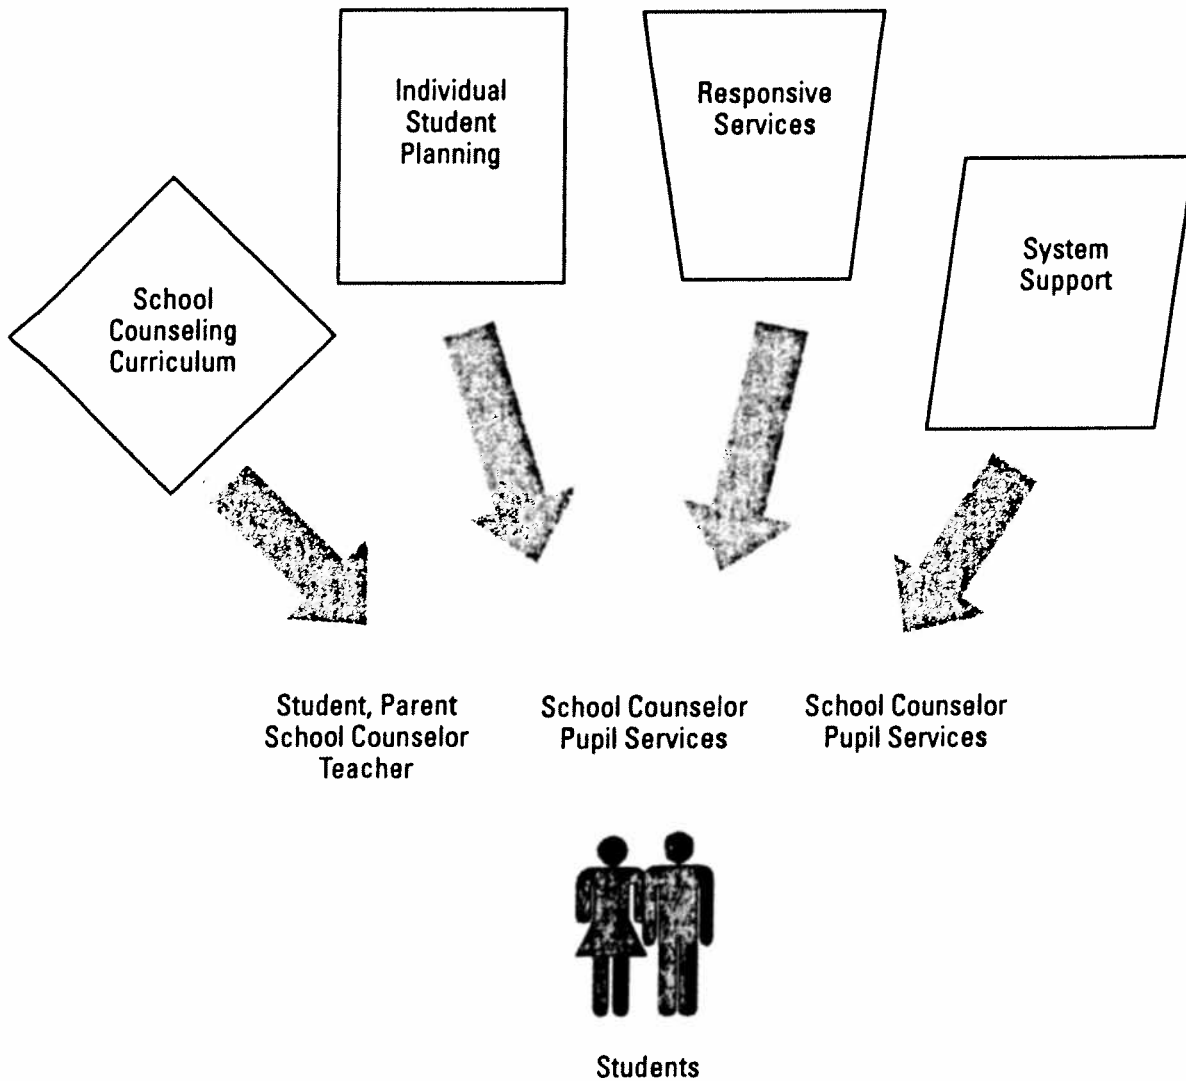 Individual
Student
Planning
Responsive
Services
School
Counseling
Curriculum
System
Support
Student, Parent
School Counselor
Teacher
School Counselor
Pupil Services
School Counselor
Pupil Services
Students